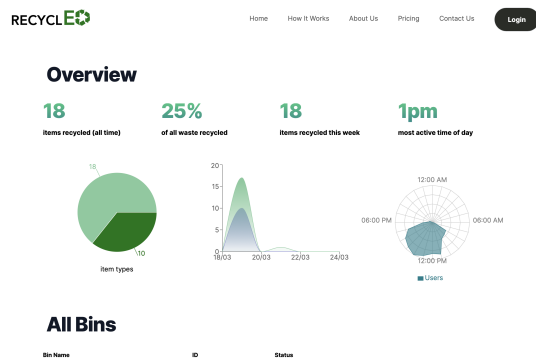 RECYCLEO
Home How It Works About Us Pricing Contact Us Login
Overview
18 25% 18 1pm
items recycled (all time) of all waste recycled items recycled this week most active time of day
18
10
item types
20
15
10
5
0
18/03 20/03 22/03 24/03
12:00 AM
06:00 PM 06:00 AM
12:00 PM
Users
All Bins
Bin Name ID Status